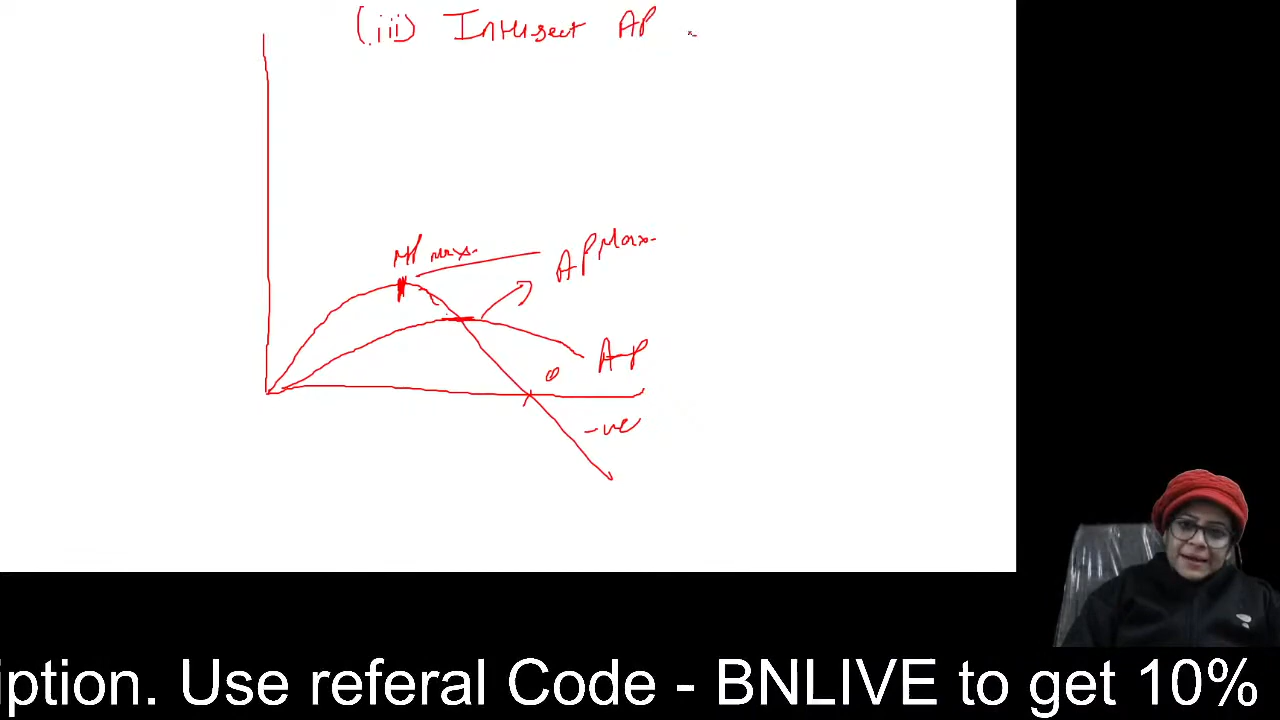 (iii) Intersect AP
MP max.
AP Max.
AP
0
-ve
iption. Use referal Code - BNLIVE to get 10%